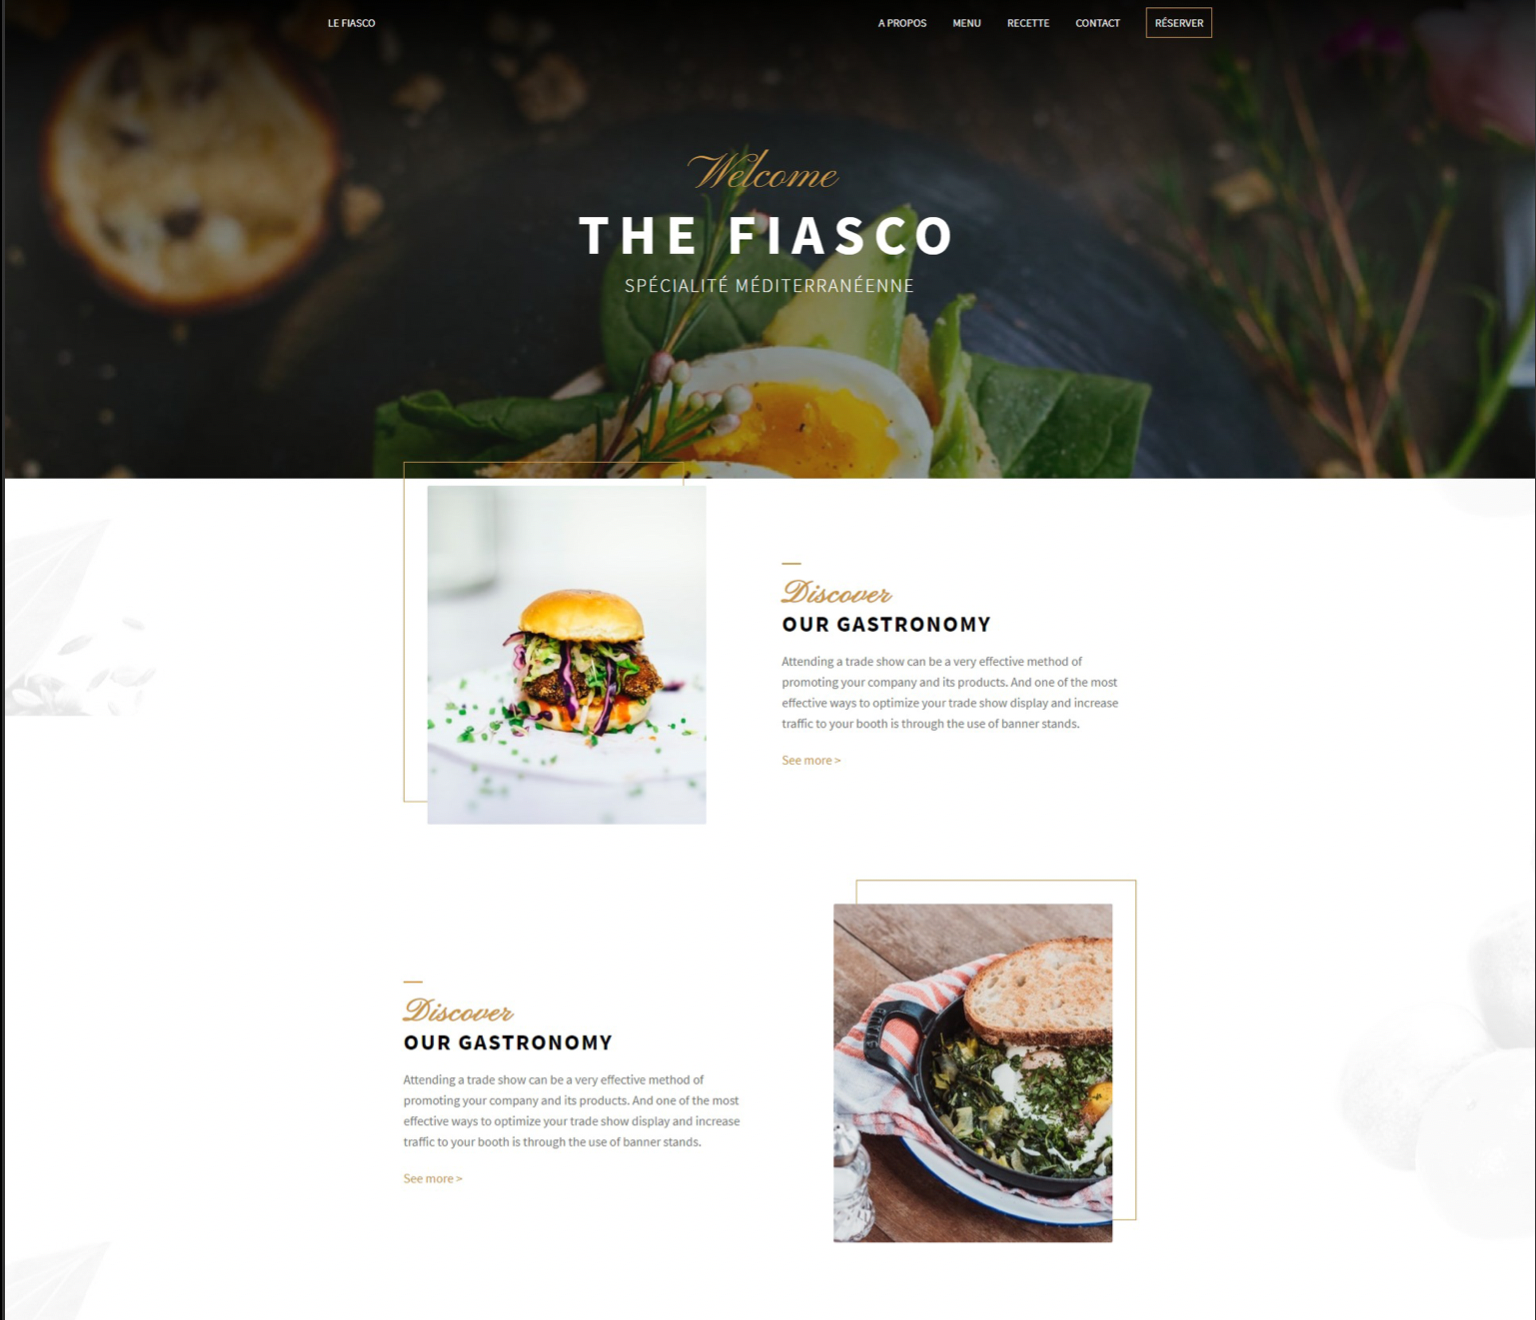 LE FIASCO
A PROPOS MENU RECETTE CONTACT RÉSERVER
Welcome
THE FIASCO
SPÉCIALITÉ MÉDITERRANÉENNE
Discover
OUR GASTRONOMY
Attending a trade show can be a very effective method of
promoting your company and its products. And one of the most
effective ways to optimize your trade show display and increase
traffic to your booth is through the use of banner stands.
See more >
Discover
OUR GASTRONOMY
Attending a trade show can be a very effective method of
promoting your company and its products. And one of the most
effective ways to optimize your trade show display and increase
traffic to your booth is through the use of banner stands.
See more >